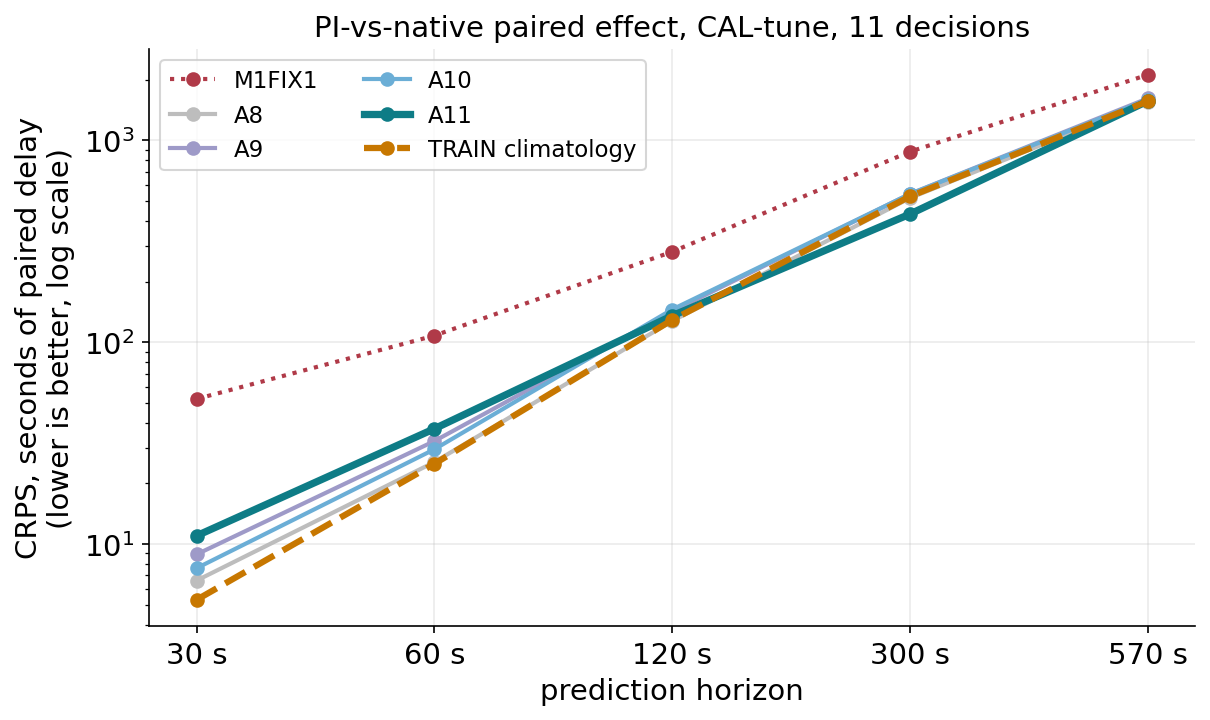 PI-vs-native paired effect, CAL-tune, 11 decisions
M1FIX1
A8
A9
A10
A11
TRAIN climatology
CRPS, seconds of paired delay
(lower is better, log scale)
10³
10²
10¹
30 s
60 s
120 s
300 s
570 s
prediction horizon